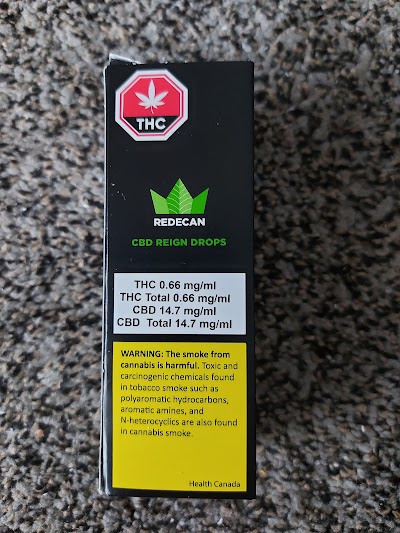 THC
REDECAN
CBD REIGN DROPS
THC 0.66 mg/ml
THC Total 0.66 mg/ml
CBD 14.7 mg/ml
CBD Total 14.7 mg/ml
WARNING: The smoke from
cannabis is harmful. Toxic and
carcinogenic chemicals found
in tobacco smoke such as
polyaromatic hydrocarbons,
aromatic amines, and
N-heterocyclics are also found
in cannabis smoke.
Health Canada